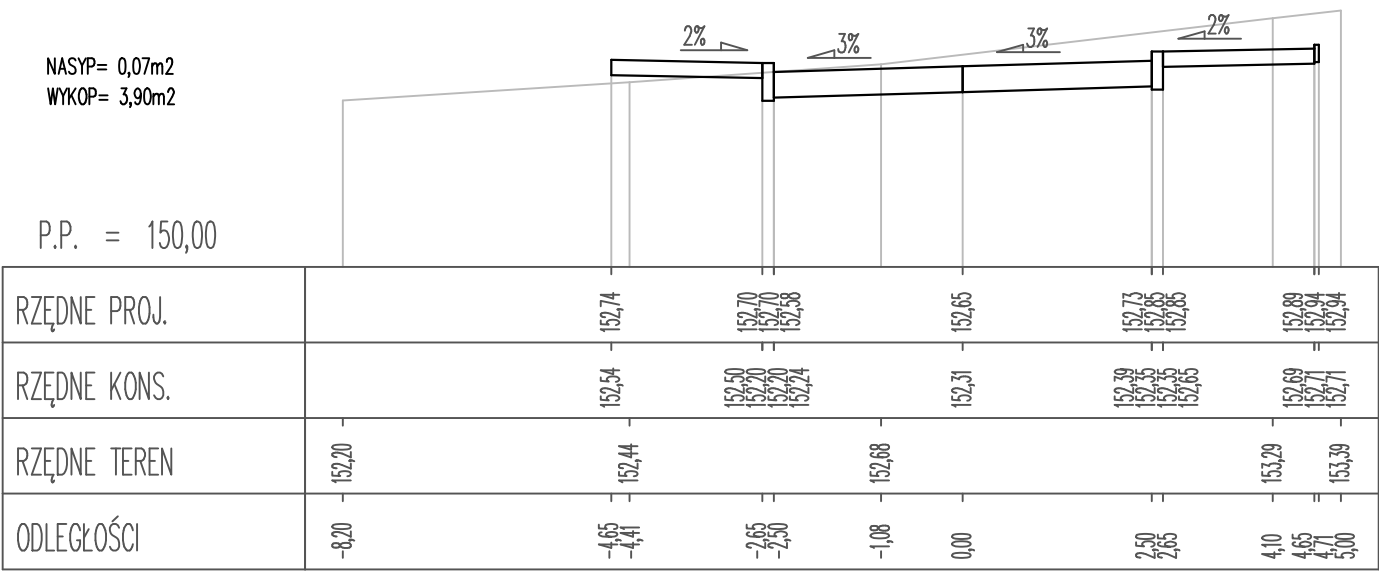 2%
3%
3%
2%
NASYP= 0,07m2
WYKOP= 3,90m2
P.P. = 150,00
RZĘDNE PROJ. 152,74 152,70 152,70 152,58 152,65 152,73 152,85 152,85 152,89 152,94 152,94
RZĘDNE KONS. 152,54 152,50 152,20 152,20 152,24 152,31 152,39 152,35 152,35 152,65 152,69 152,71 152,71
RZĘDNE TEREN 152,20 152,44 152,68 153,29 153,39
ODLEGŁOŚCI -8,20 -4,65 -4,41 -2,65 -2,50 -1,08 0,00 2,50 2,65 4,10 4,65 4,71 5,00